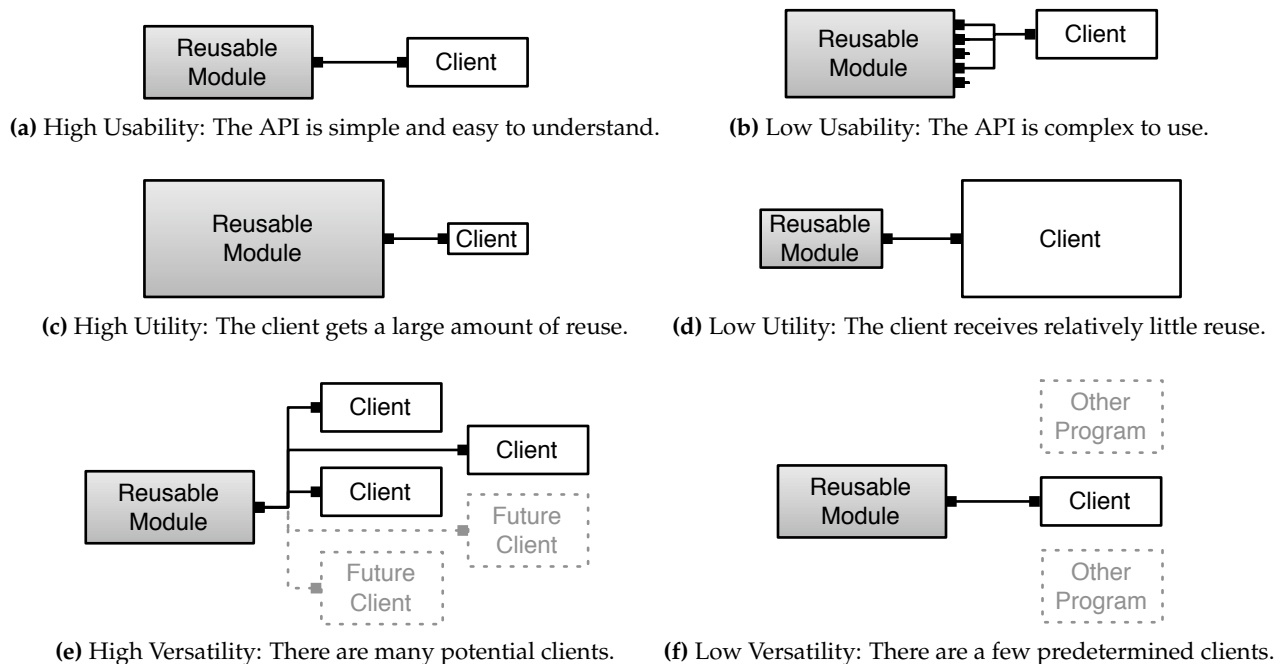 Reusable
Module
Client
Reusable
Module
Client
(a) High Usability: The API is simple and easy to understand.
(b) Low Usability: The API is complex to use.
Reusable
Module
Client
Reusable
Module
Client
(c) High Utility: The client gets a large amount of reuse.
(d) Low Utility: The client receives relatively little reuse.
Client
Client
Reusable
Module
Client
Future
Client
Future
Client
Other
Program
Reusable
Module
Client
Other
Program
(e) High Versatility: There are many potential clients.
(f) Low Versatility: There are a few predetermined clients.